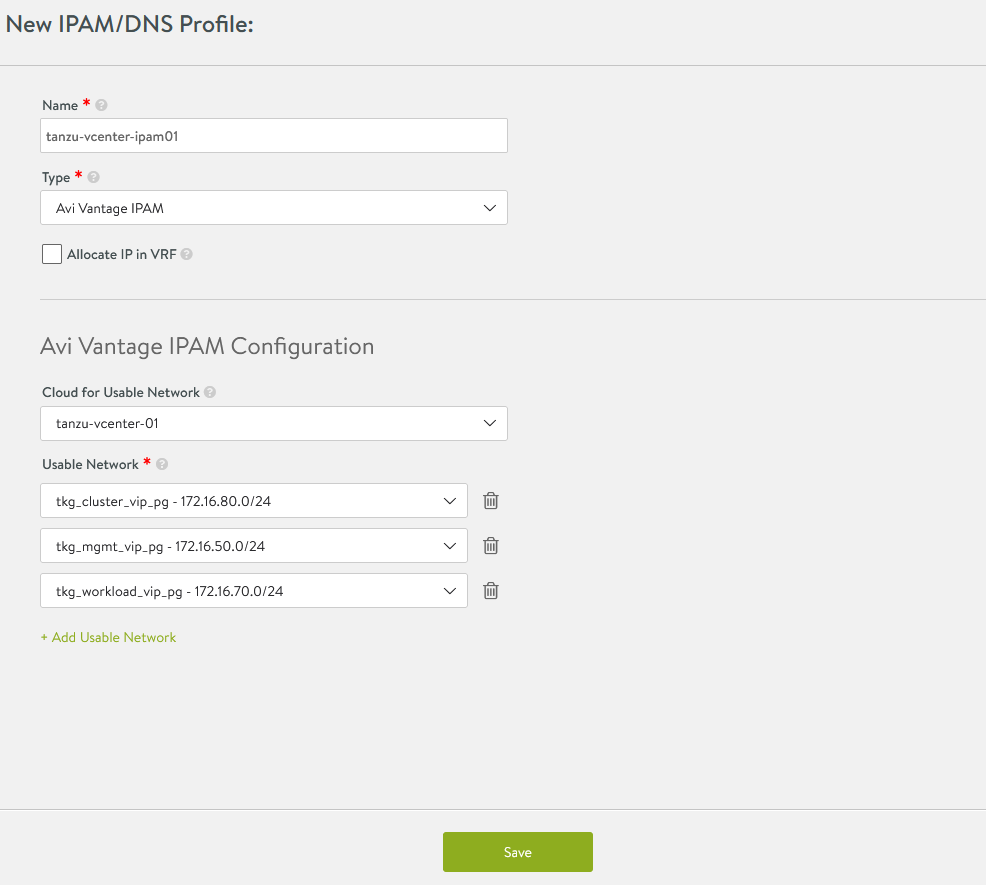 New IPAM/DNS Profile:
Name * ?
tanzu-vcenter-ipam01
Type * ?
Avi Vantage IPAM
Allocate IP in VRF ?
Avi Vantage IPAM Configuration
Cloud for Usable Network ?
tanzu-vcenter-01
Usable Network * ?
tkg_cluster_vip_pg - 172.16.80.0/24
tkg_mgmt_vip_pg - 172.16.50.0/24
tkg_workload_vip_pg - 172.16.70.0/24
+ Add Usable Network
Save